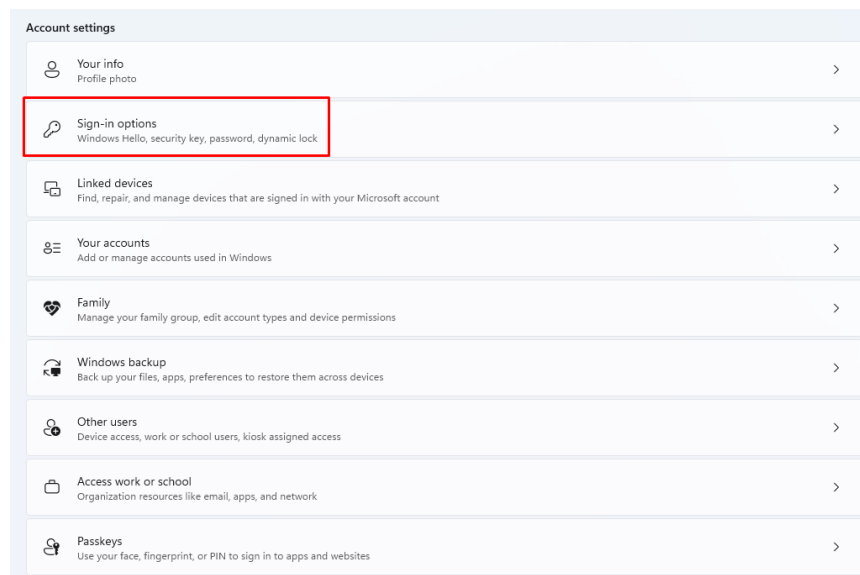 Account settings
Your info
Profile photo
Sign-in options
Windows Hello, security key, password, dynamic lock
Linked devices
Find, repair, and manage devices that are signed in with your Microsoft account
Your accounts
Add or manage accounts used in Windows
Family
Manage your family group, edit account types and device permissions
Windows backup
Back up your files, apps, preferences to restore them across devices
Other users
Device access, work or school users, kiosk assigned access
Access work or school
Organization resources like email, apps, and network
Passkeys
Use your face, fingerprint, or PIN to sign in to apps and websites